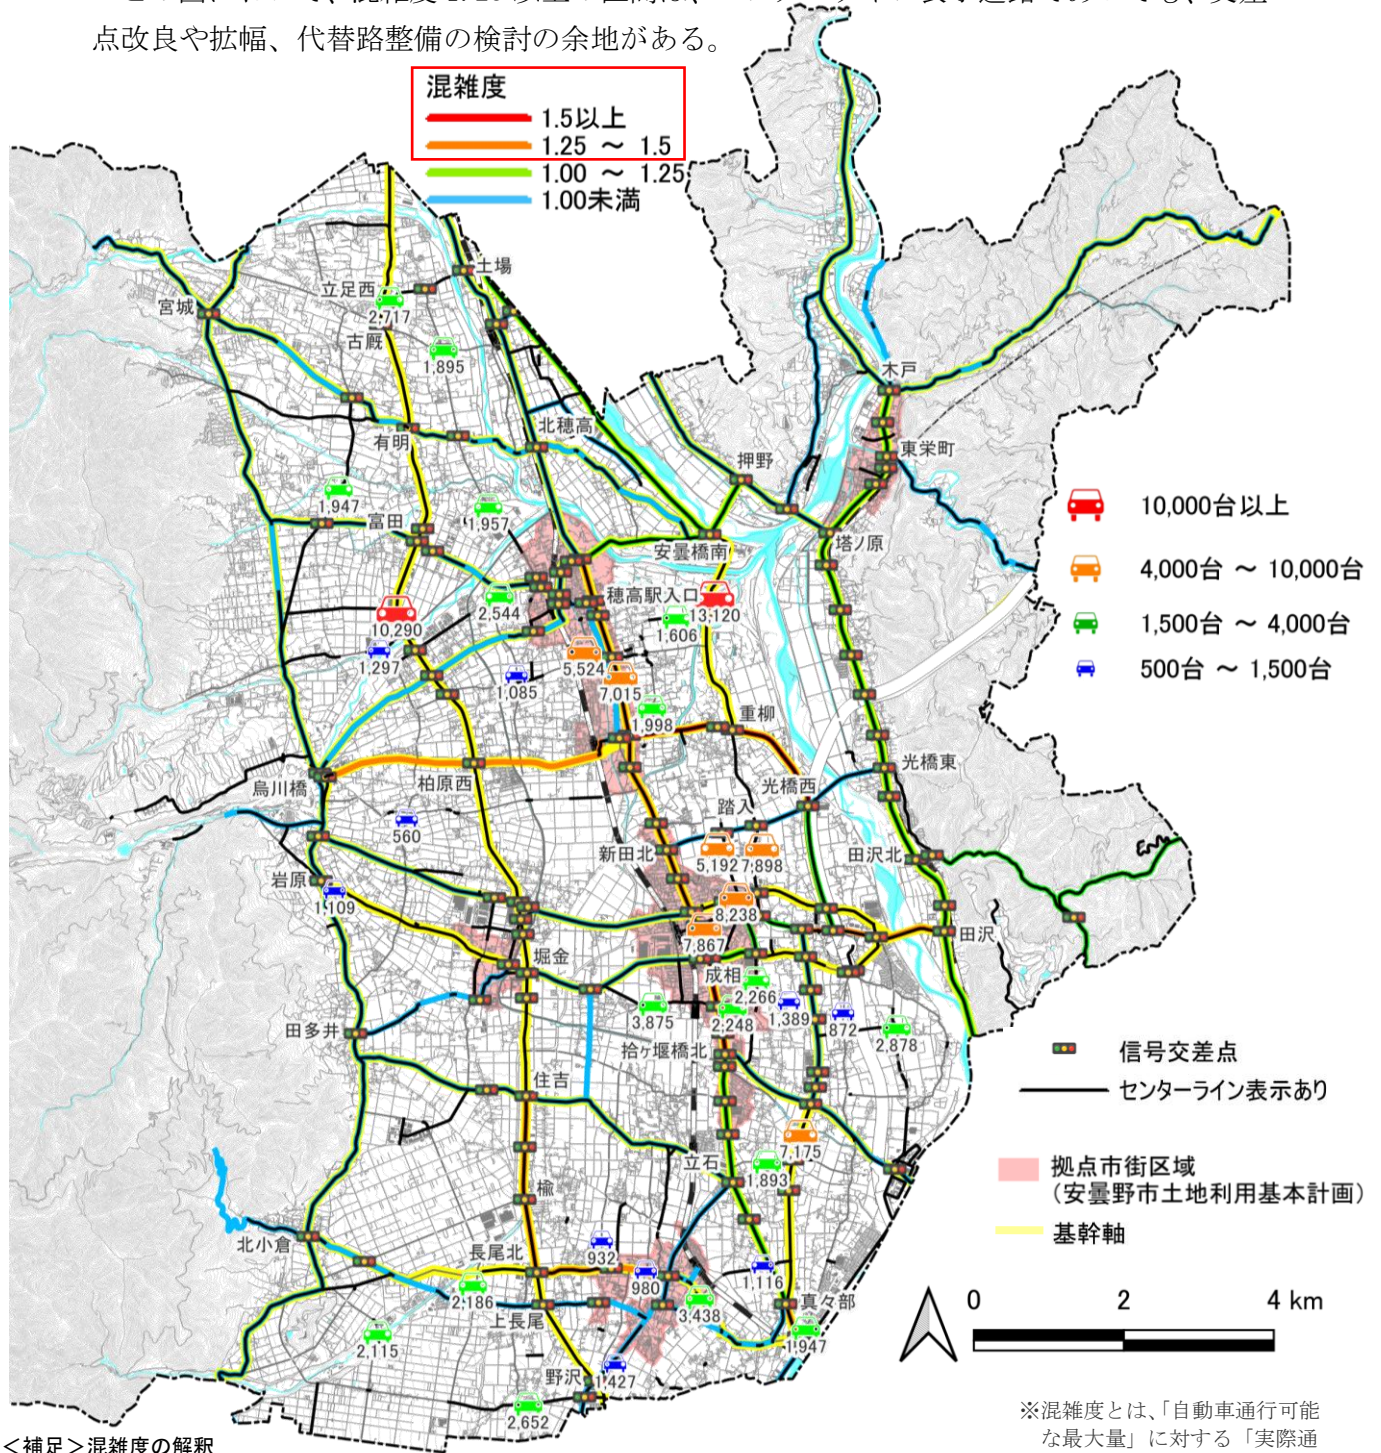 点改良や拡幅、代替路整備の検討の余地がある。
混雑度
1.5以上
1.25 ～ 1.5
1.00 ～ 1.25
1.00未満
土場
立足西
宮城
2,717
古厩
1,895
木戸
北穂高
有明
東栄町
押野
1,947
富田
1,957
10,000台以上
安曇橋南
塔ノ原
4,000台 ～ 10,000台
穂高駅入口
2,544
13,120
10,290
1,606
1,500台 ～ 4,000台
1,297
5,524
1,085
7,015
500台 ～ 1,500台
1,998
重柳
光橋東
柏原西
烏川橋
光橋西
踏入
560
新田北
5,192
7,898
田沢北
岩原
1,109
8,238
田沢
7,867
堀金
成相
2,266
3,875
2,248
1,389
872
2,878
田多井
拾ヶ堰橋北
信号交差点
住吉
センターライン表示あり
7,175
立石
1,893
拠点市街区域
(安曇野市土地利用基本計画)
楡
基幹軸
北小倉
長尾北
932
980
1,116
2,186
3,438
真々部
上長尾
0 2 4 km
2,115
1,947
野沢
1,427
2,652
※混雑度とは、「自動車通行可能
な最大量」に対する「実際通
＜補足＞混雑度の解釈